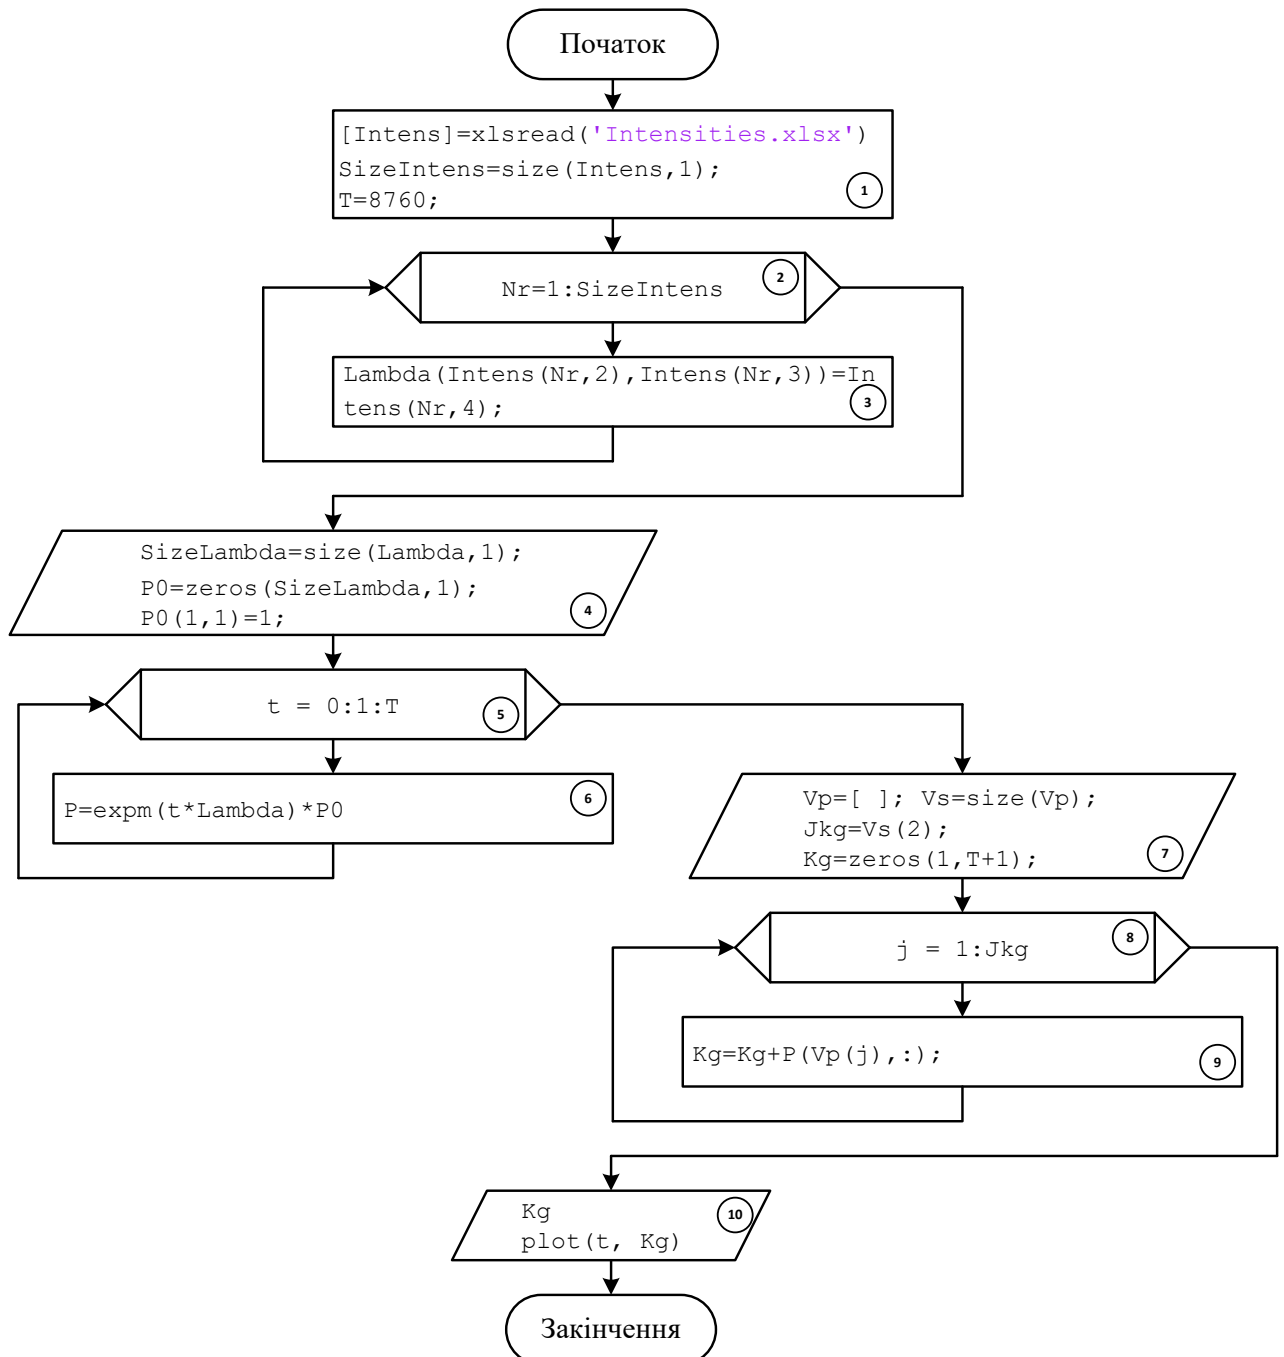 Початок
[Intens]=xlsread('Intensities.xlsx')
SizeIntens=size(Intens,1);
T=8760;
1
Nr=1:SizeIntens
2
Lambda(Intens(Nr,2),Intens(Nr,3))=In
tens(Nr,4);
3
SizeLambda=size(Lambda,1);
P0=zeros(SizeLambda,1);
P0(1,1)=1;
4
t = 0:1:T
5
P=expm(t*Lambda)*P0
6
Vp=[ ]; Vs=size(Vp);
Jkg=Vs(2);
Kg=zeros(1,T+1);
7
j = 1:Jkg
8
Kg=Kg+P(Vp(j),:);
9
Kg
plot(t, Kg)
10
Закінчення